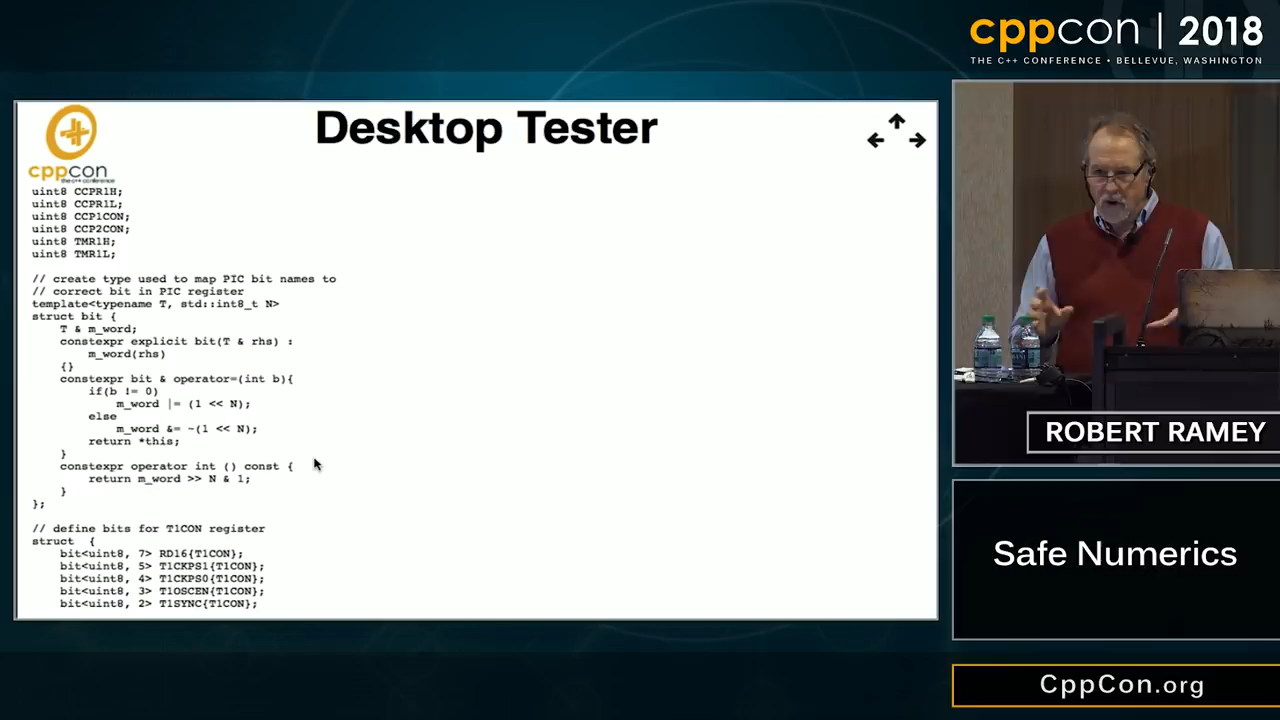 cppcon | 2018
THE C++ CONFERENCE • BELLEVUE, WASHINGTON
cppcon
the c++ conference
Desktop Tester
uint8 CCPR1H;
uint8 CCPR1L;
uint8 CCP1CON;
uint8 CCP2CON;
uint8 TMR1H;
uint8 TMR1L;
// create type used to map PIC bit names to
// correct bit in PIC register
template<typename T, std::int8_t N>
struct bit {
    T & m_word;
    constexpr explicit bit(T & rhs) :
        m_word(rhs)
    {}
    constexpr bit & operator=(int b){
        if(b != 0)
            m_word |= (1 << N);
        else
            m_word &= ~(1 << N);
        return *this;
    }
    constexpr operator int () const {
        return m_word >> N & 1;
    }
};
// define bits for T1CON register
struct  {
    bit<uint8, 7> RD16{T1CON};
    bit<uint8, 5> T1CKPS1{T1CON};
    bit<uint8, 4> T1CKPS0{T1CON};
    bit<uint8, 3> T1OSCEN{T1CON};
    bit<uint8, 2> T1SYNC{T1CON};
ROBERT RAMEY
Safe Numerics
CppCon.org